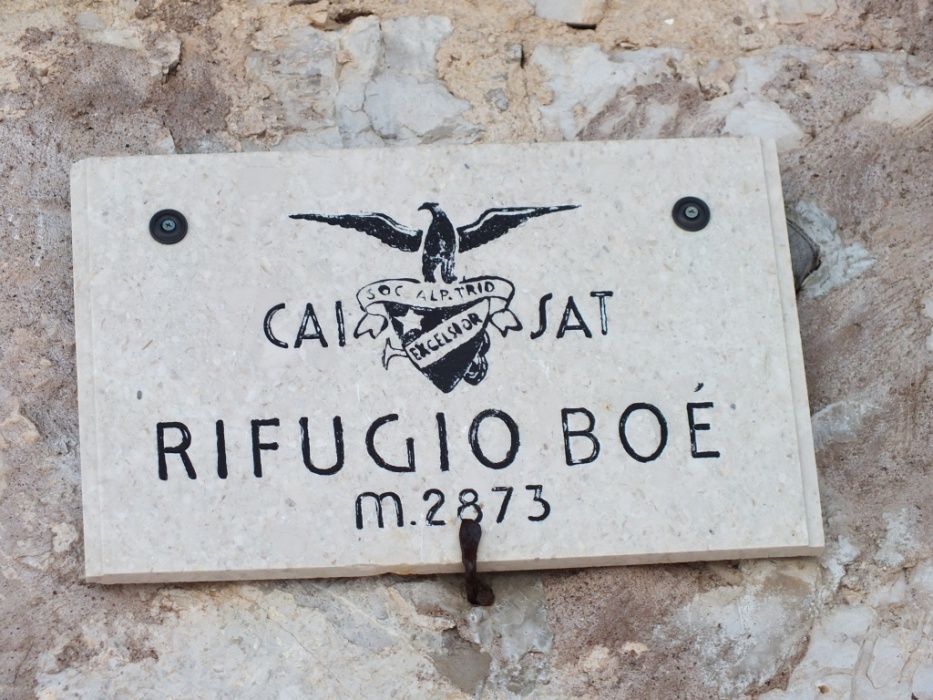 SOC. ALP. TRID
CAI SAT
EXCELSIOR
RIFUGIO BOÉ
m. 2873